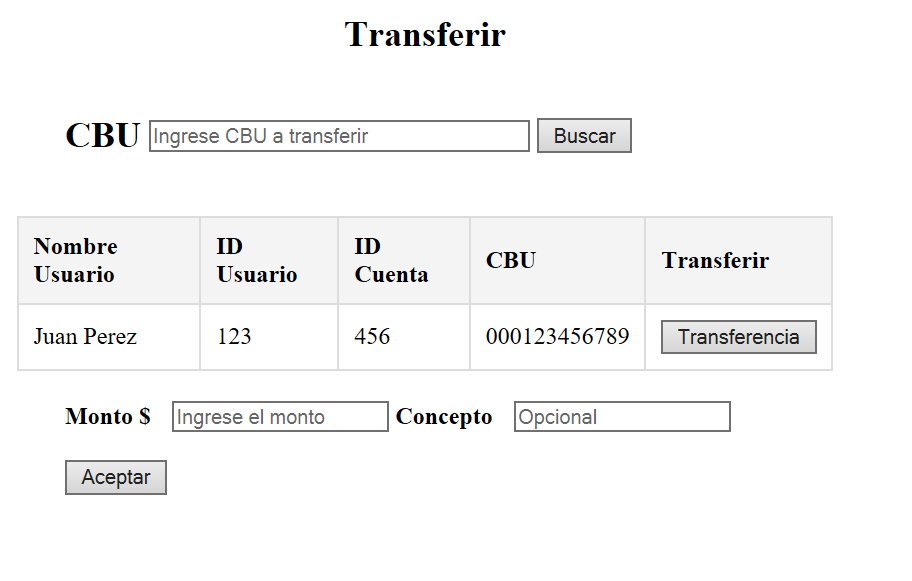 Transferir
CBU Ingrese CBU a transferir Buscar
Nombre Usuario ID Usuario ID Cuenta CBU Transferir
Juan Perez 123 456 000123456789 Transferencia
Monto $ Ingrese el monto Concepto Opcional
Aceptar